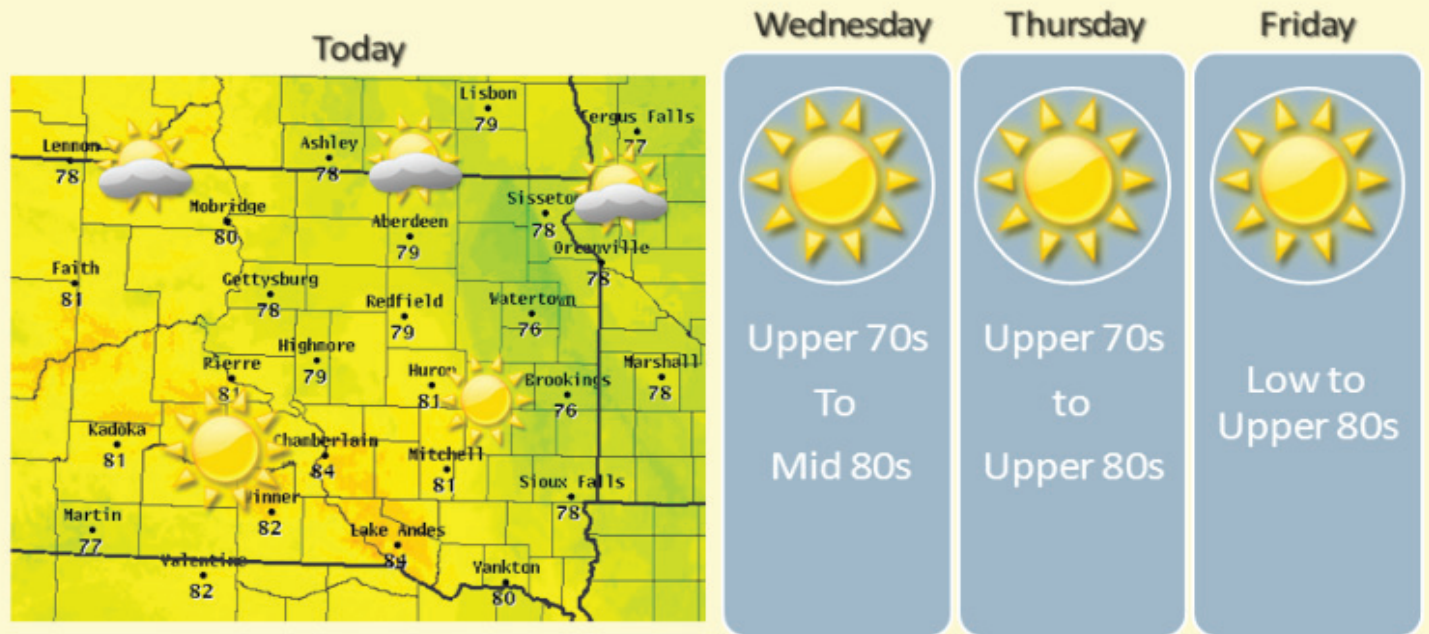 Today
Lisbon
79
Fergus Falls
77
Lemmon
78
Ashley
78
Mobridge
80
Aberdeen
79
Sisseton
78
Ortonville
78
Faith
81
Gettysburg
78
Redfield
79
Watertown
76
Highmore
79
Pierre
81
Huron
81
Brookings
76
Marshall
78
Kadoka
81
Chamberlain
84
Mitchell
81
Sioux Falls
78
Winner
82
Martin
77
Lake Andes
84
Valentine
82
Yankton
80
Wednesday
Upper 70s
To
Mid 80s
Thursday
Upper 70s
to
Upper 80s
Friday
Low to
Upper 80s